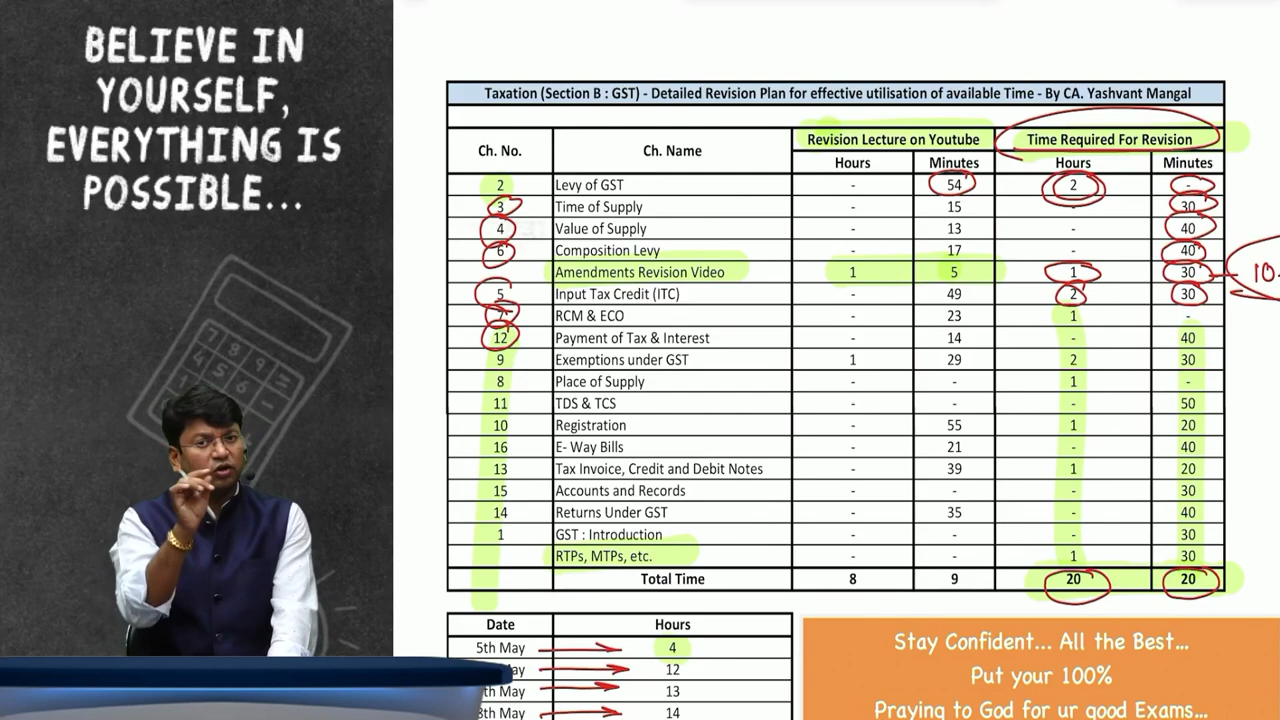 BELIEVE IN
YOURSELF,
EVERYTHING IS
POSSIBLE...
Taxation (Section B : GST) - Detailed Revision Plan for effective utilisation of available Time - By CA. Yashvant Mangal
Ch. No. Ch. Name Revision Lecture on Youtube Time Required For Revision
Hours Minutes Hours Minutes
2 Levy of GST - 54 2 -
3 Time of Supply - 15 - 30
4 Value of Supply - 13 - 40
6 Composition Levy - 17 - 40
Amendments Revision Video 1 5 1 30
10
5 Input Tax Credit (ITC) - 49 2 30
7 RCM & ECO - 23 1 -
12 Payment of Tax & Interest - 14 - 40
9 Exemptions under GST 1 29 2 30
8 Place of Supply - - 1 -
11 TDS & TCS - - - 50
10 Registration - 55 1 20
16 E- Way Bills - 21 - 40
13 Tax Invoice, Credit and Debit Notes - 39 1 20
15 Accounts and Records - - - 30
14 Returns Under GST - 35 - 40
1 GST : Introduction - - - 30
RTPs, MTPs, etc. - - 1 30
Total Time 8 9 20 20
Date Hours
5th May 4
12
13
14
Stay Confident... All the Best...
Put your 100%
Praying to God for ur good Exams...